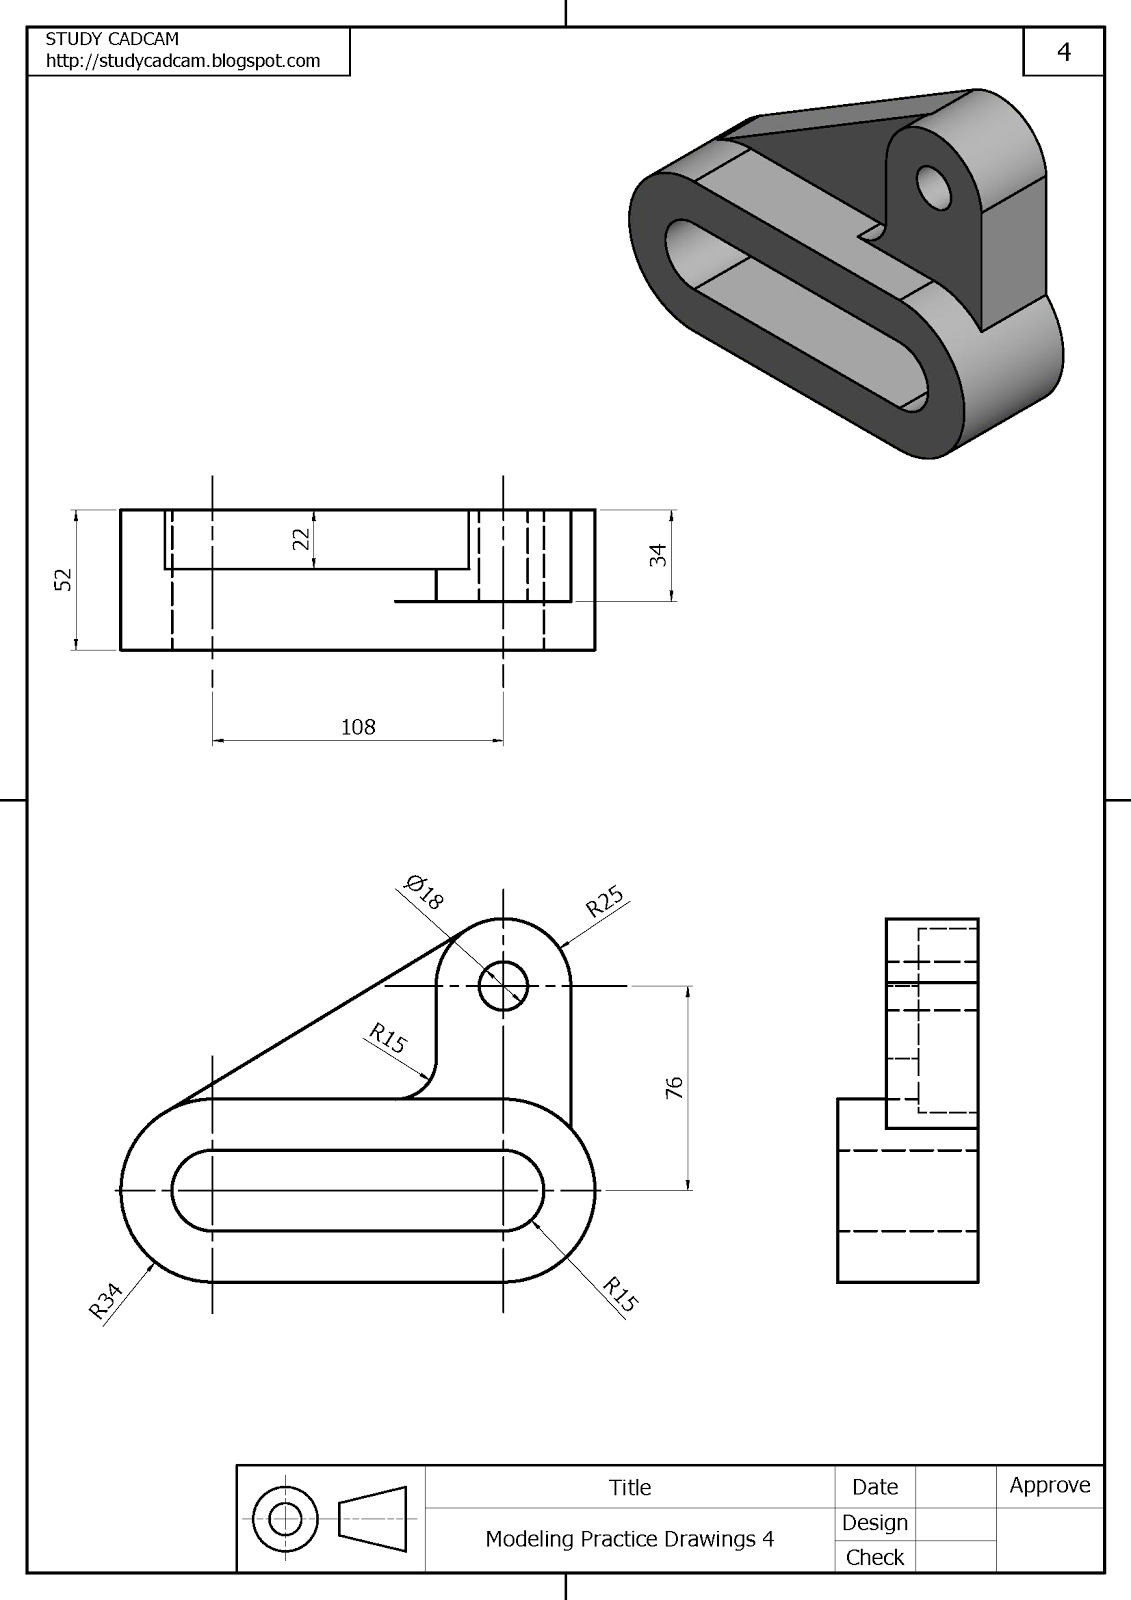 STUDY CADCAM
http://studycadcam.blogspot.com
4
22
34
52
108
Ø18
R25
R15
76
R34
R15
Title
Date
Approve
Modeling Practice Drawings 4
Design
Check